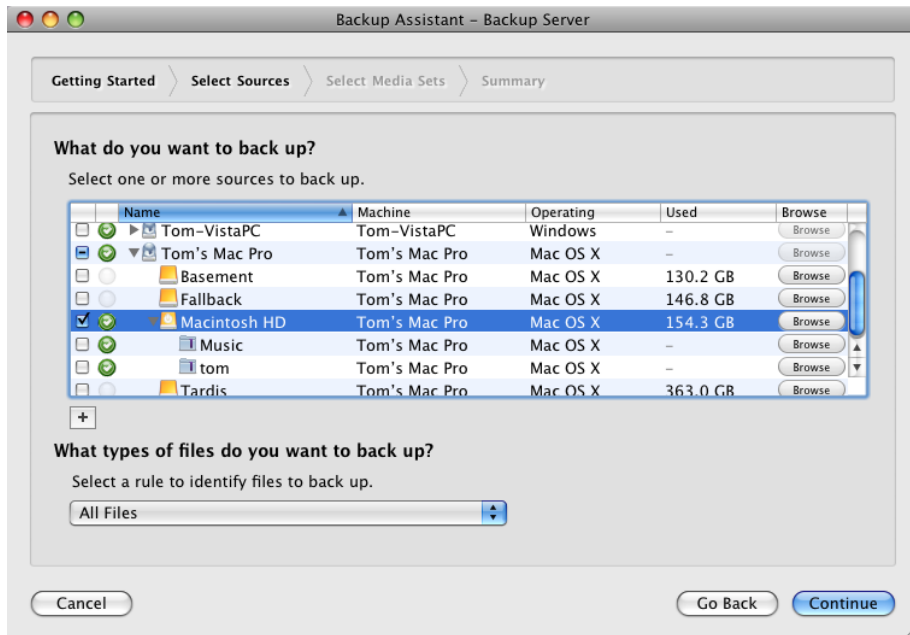 Backup Assistant – Backup Server
Getting Started Select Sources Select Media Sets Summary
What do you want to back up?
Select one or more sources to back up.
Name Machine Operating Used Browse
Tom-VistaPC Tom-VistaPC Windows – Browse
Tom's Mac Pro Tom's Mac Pro Mac OS X – Browse
Basement Tom's Mac Pro Mac OS X 130.2 GB Browse
Fallback Tom's Mac Pro Mac OS X 146.8 GB Browse
Macintosh HD Tom's Mac Pro Mac OS X 154.3 GB Browse
Music Tom's Mac Pro Mac OS X – Browse
tom Tom's Mac Pro Mac OS X – Browse
Tardis Tom's Mac Pro Mac OS X 363.0 GB Browse
+
What types of files do you want to back up?
Select a rule to identify files to back up.
All Files
Cancel Go Back Continue